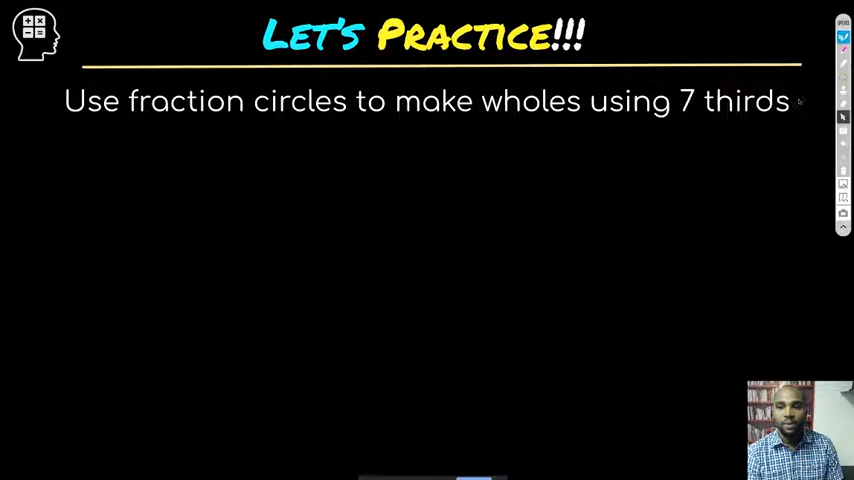 LET'S PRACTICE!!!
Use fraction circles to make wholes using 7 thirds